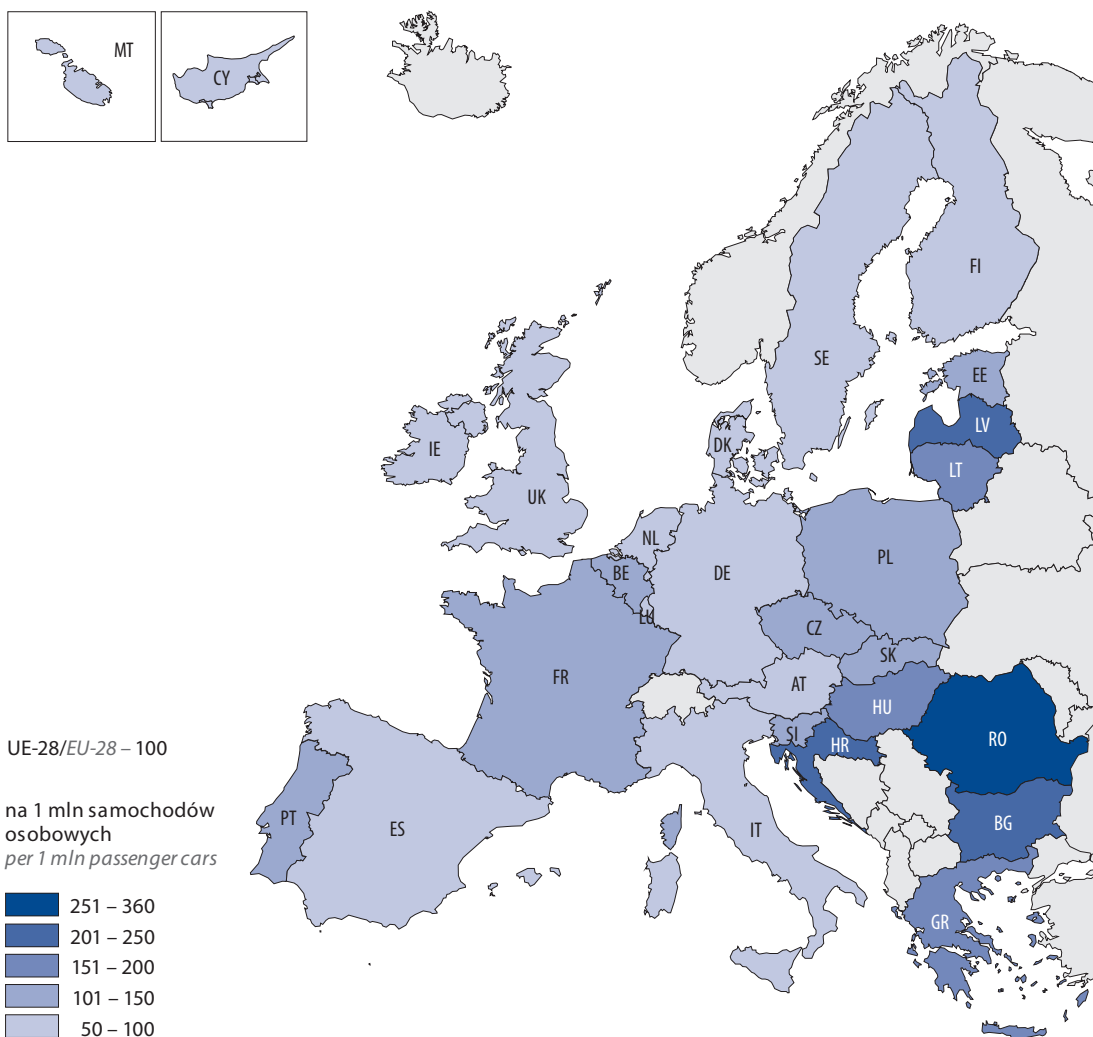 MT
CY
FI
SE
EE
LV
LT
DK
IE
UK
NL
BE
LU
DE
PL
CZ
SK
FR
AT
HU
SI
HR
RO
BG
PT
ES
IT
GR
UE-28/EU-28 – 100
na 1 mln samochodów
osobowych
per 1 mln passenger cars
251 – 360
201 – 250
151 – 200
101 – 150
50 – 100